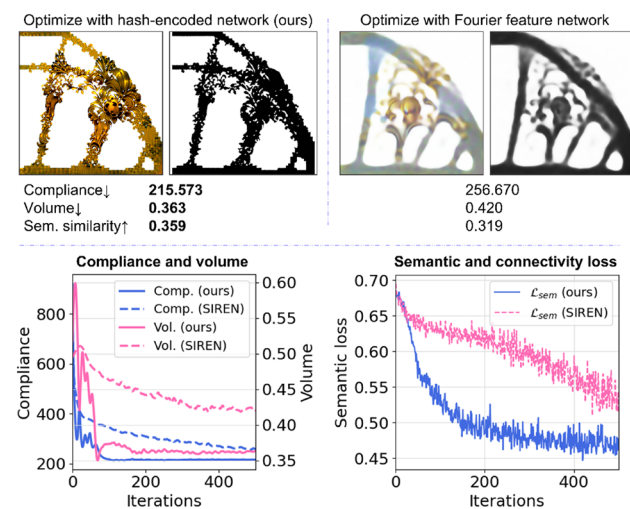 Optimize with hash-encoded network (ours)
Optimize with Fourier feature network
Compliance↓ 215.573 256.670
Volume↓ 0.363 0.420
Sem. similarity↑ 0.359 0.319
Compliance and volume
Semantic and connectivity loss
Comp. (ours)
Comp. (SIREN)
Vol. (ours)
Vol. (SIREN)
Compliance
800
600
400
200
0.60
0.55
0.50
0.45
0.40
0.35
Volume
0 200 400
Iterations
ℒsem (ours)
ℒsem (SIREN)
Semantic loss
0.70
0.65
0.60
0.55
0.50
0.45
0 200 400
Iterations